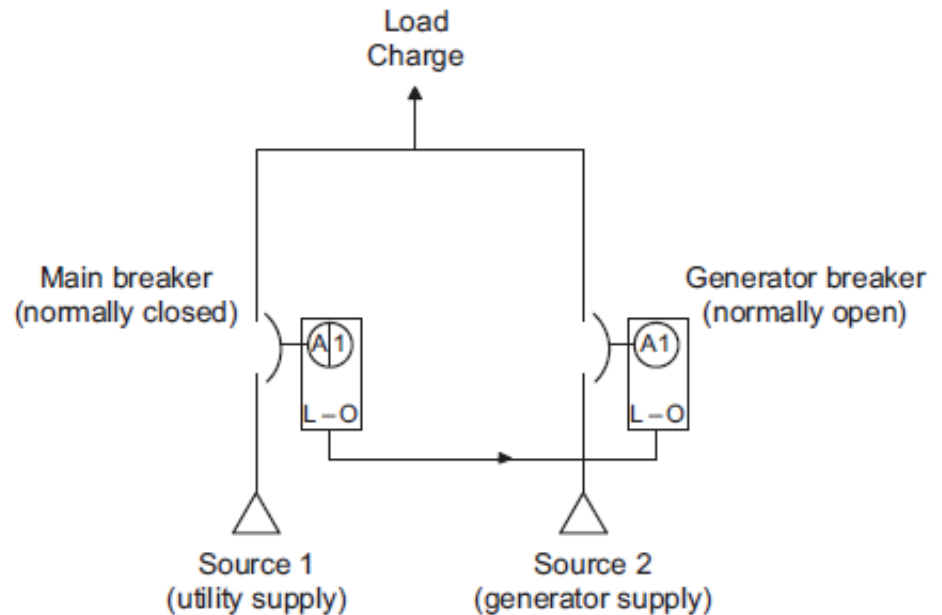 Load
Charge
Main breaker
(normally closed)
Generator breaker
(normally open)
A1
A1
L – O
L – O
Source 1
(utility supply)
Source 2
(generator supply)